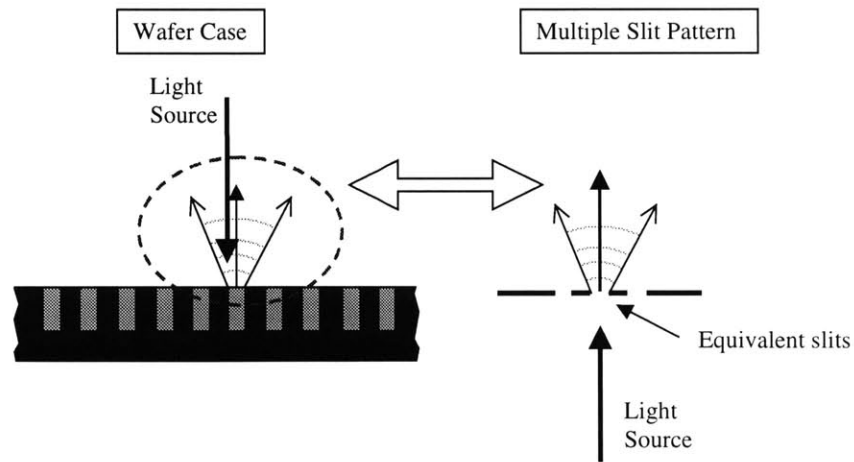 Wafer Case
Multiple Slit Pattern
Light
Source
Equivalent slits
Light
Source